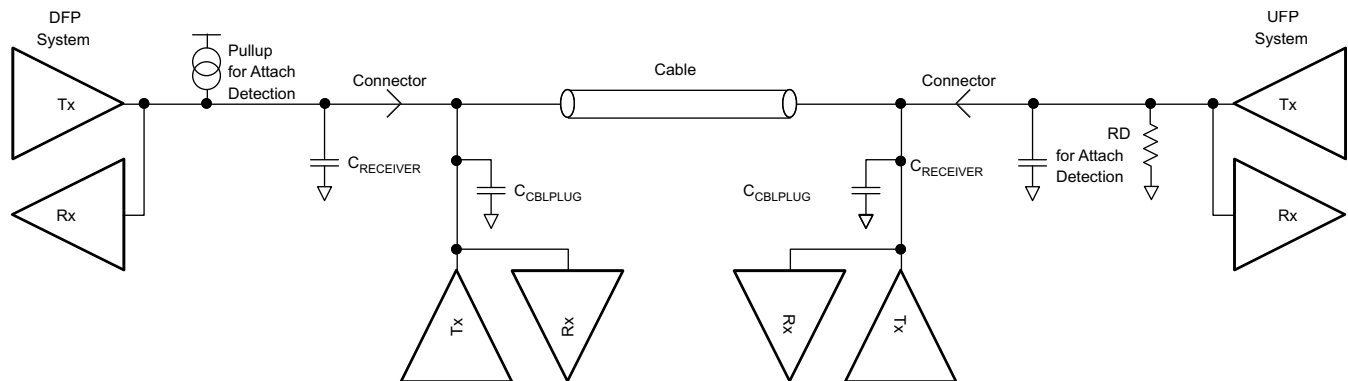 DFP
System
UFP
System
Pullup
for Attach
Detection
Connector
Cable
Connector
Tx
Tx
RD
for Attach
Detection
CRECEIVER
CRECEIVER
CCBLPLUG
CCBLPLUG
Rx
Rx
Tx
Rx
Rx
Tx